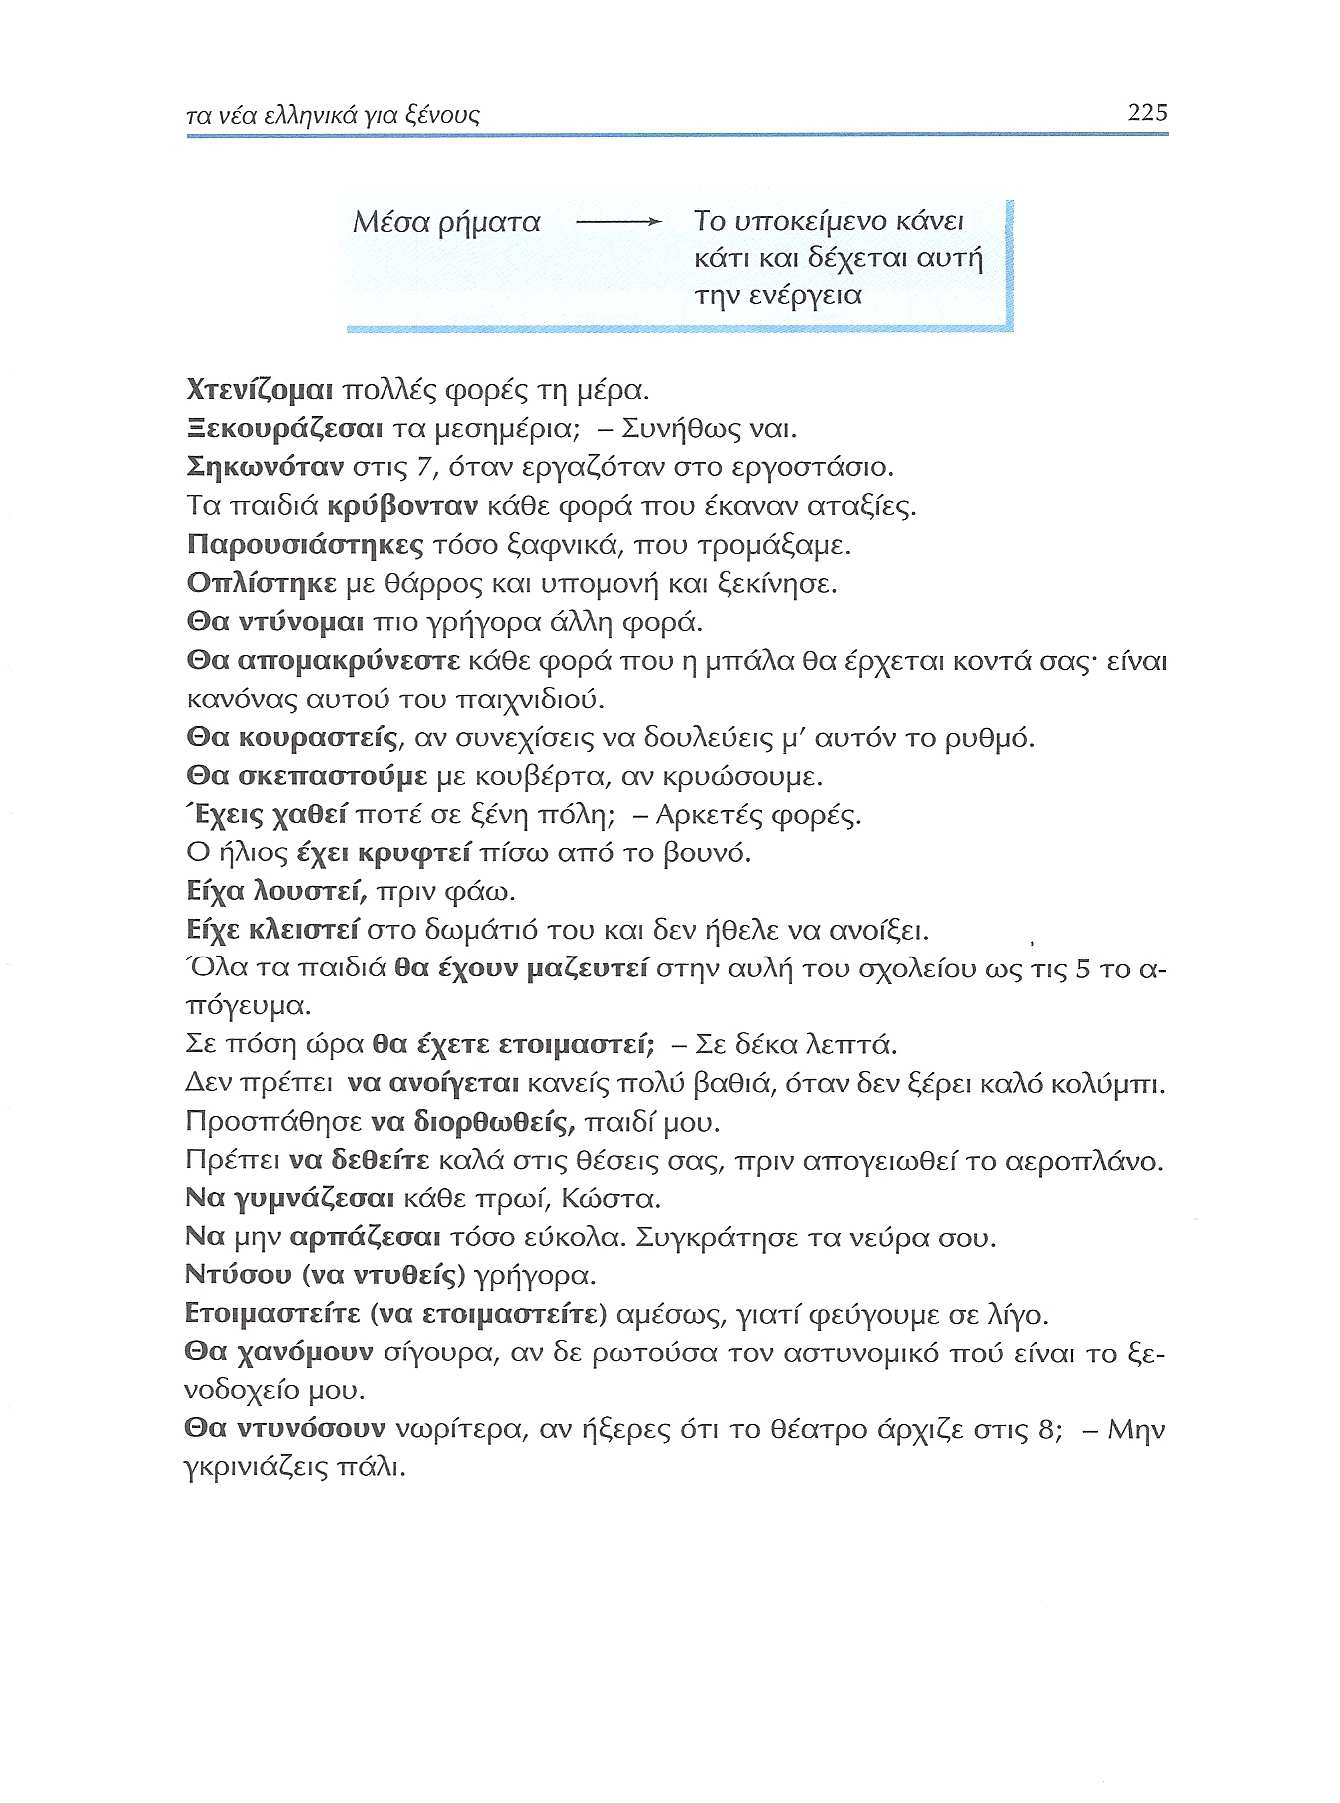 τα νέα ελληνικά για ξένους 225
Μέσα ρήματα → Το υποκείμενο κάνει
κάτι και δέχεται αυτή
την ενέργεια
Χτενίζομαι πολλές φορές τη μέρα.
Ξεκουράζεσαι τα μεσημέρια; – Συνήθως ναι.
Σηκωνόταν στις 7, όταν εργαζόταν στο εργοστάσιο.
Τα παιδιά κρύβονταν κάθε φορά που έκαναν αταξίες.
Παρουσιάστηκες τόσο ξαφνικά, που τρομάξαμε.
Οπλίστηκε με θάρρος και υπομονή και ξεκίνησε.
Θα ντύνομαι πιο γρήγορα άλλη φορά.
Θα απομακρύνεστε κάθε φορά που η μπάλα θα έρχεται κοντά σας· είναι
κανόνας αυτού του παιχνιδιού.
Θα κουραστείς, αν συνεχίσεις να δουλεύεις μ' αυτόν το ρυθμό.
Θα σκεπαστούμε με κουβέρτα, αν κρυώσουμε.
Έχεις χαθεί ποτέ σε ξένη πόλη; – Αρκετές φορές.
Ο ήλιος έχει κρυφτεί πίσω από το βουνό.
Είχα λουστεί, πριν φάω.
Είχε κλειστεί στο δωμάτιό του και δεν ήθελε να ανοίξει.
Όλα τα παιδιά θα έχουν μαζευτεί στην αυλή του σχολείου ως τις 5 το α-
πόγευμα.
Σε πόση ώρα θα έχετε ετοιμαστεί; – Σε δέκα λεπτά.
Δεν πρέπει να ανοίγεται κανείς πολύ βαθιά, όταν δεν ξέρει καλό κολύμπι.
Προσπάθησε να διορθωθείς, παιδί μου.
Πρέπει να δεθείτε καλά στις θέσεις σας, πριν απογειωθεί το αεροπλάνο.
Να γυμνάζεσαι κάθε πρωί, Κώστα.
Να μην αρπάζεσαι τόσο εύκολα. Συγκράτησε τα νεύρα σου.
Ντύσου (να ντυθείς) γρήγορα.
Ετοιμαστείτε (να ετοιμαστείτε) αμέσως, γιατί φεύγουμε σε λίγο.
Θα χανόμουν σίγουρα, αν δε ρωτούσα τον αστυνομικό πού είναι το ξε-
νοδοχείο μου.
Θα ντυνόσουν νωρίτερα, αν ήξερες ότι το θέατρο άρχιζε στις 8; – Μην
γκρινιάζεις πάλι.